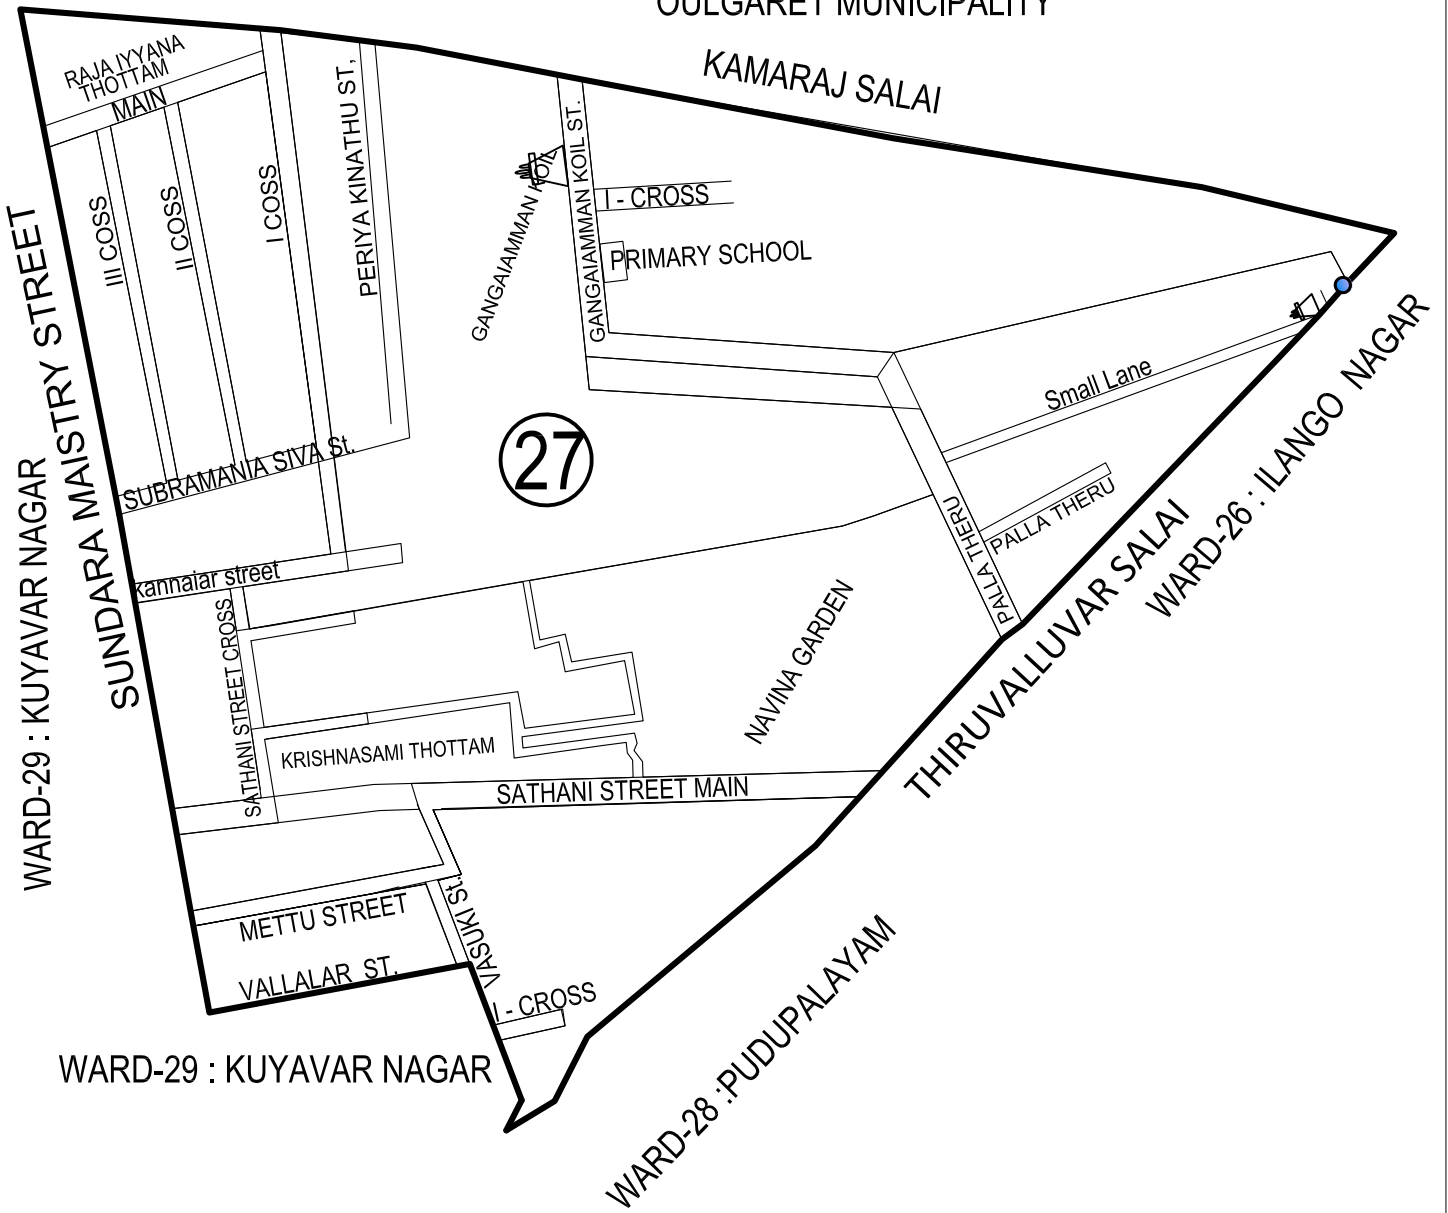 OULGARET MUNICIPALITY
KAMARAJ SALAI
RAJA IYYANA
THOTTAM
MAIN
III COSS
II COSS
I COSS
PERIYA KINATHU ST,
GANGAIAMMAN KOIL
GANGAIAMMAN KOIL ST.
I - CROSS
PRIMARY SCHOOL
Small Lane
PALLA THERU
PALLA THERU
27
SUBRAMANIA SIVA St.
kannaiar street
SATHANI STREET CROSS
KRISHNASAMI THOTTAM
NAVINA GARDEN
SATHANI STREET MAIN
METTU STREET
VALLALAR ST.
VASUKI St.
I - CROSS
SUNDARA MAISTRY STREET
WARD-29 : KUYAVAR NAGAR
WARD-29 : KUYAVAR NAGAR
THIRUVALLUVAR SALAI
WARD-26 : ILANGO NAGAR
WARD-28 :PUDUPALAYAM